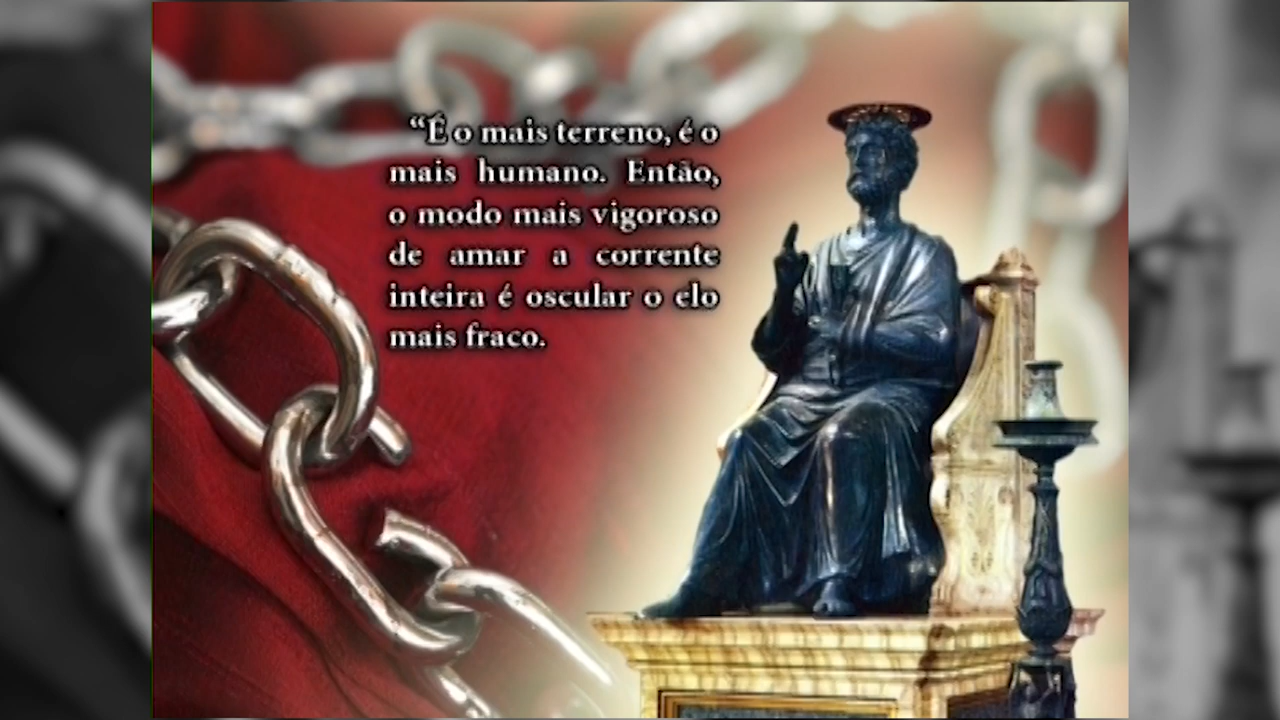 “É o mais terreno, é o
mais humano. Então,
o modo mais vigoroso
de amar a corrente
inteira é oscular o elo
mais fraco.